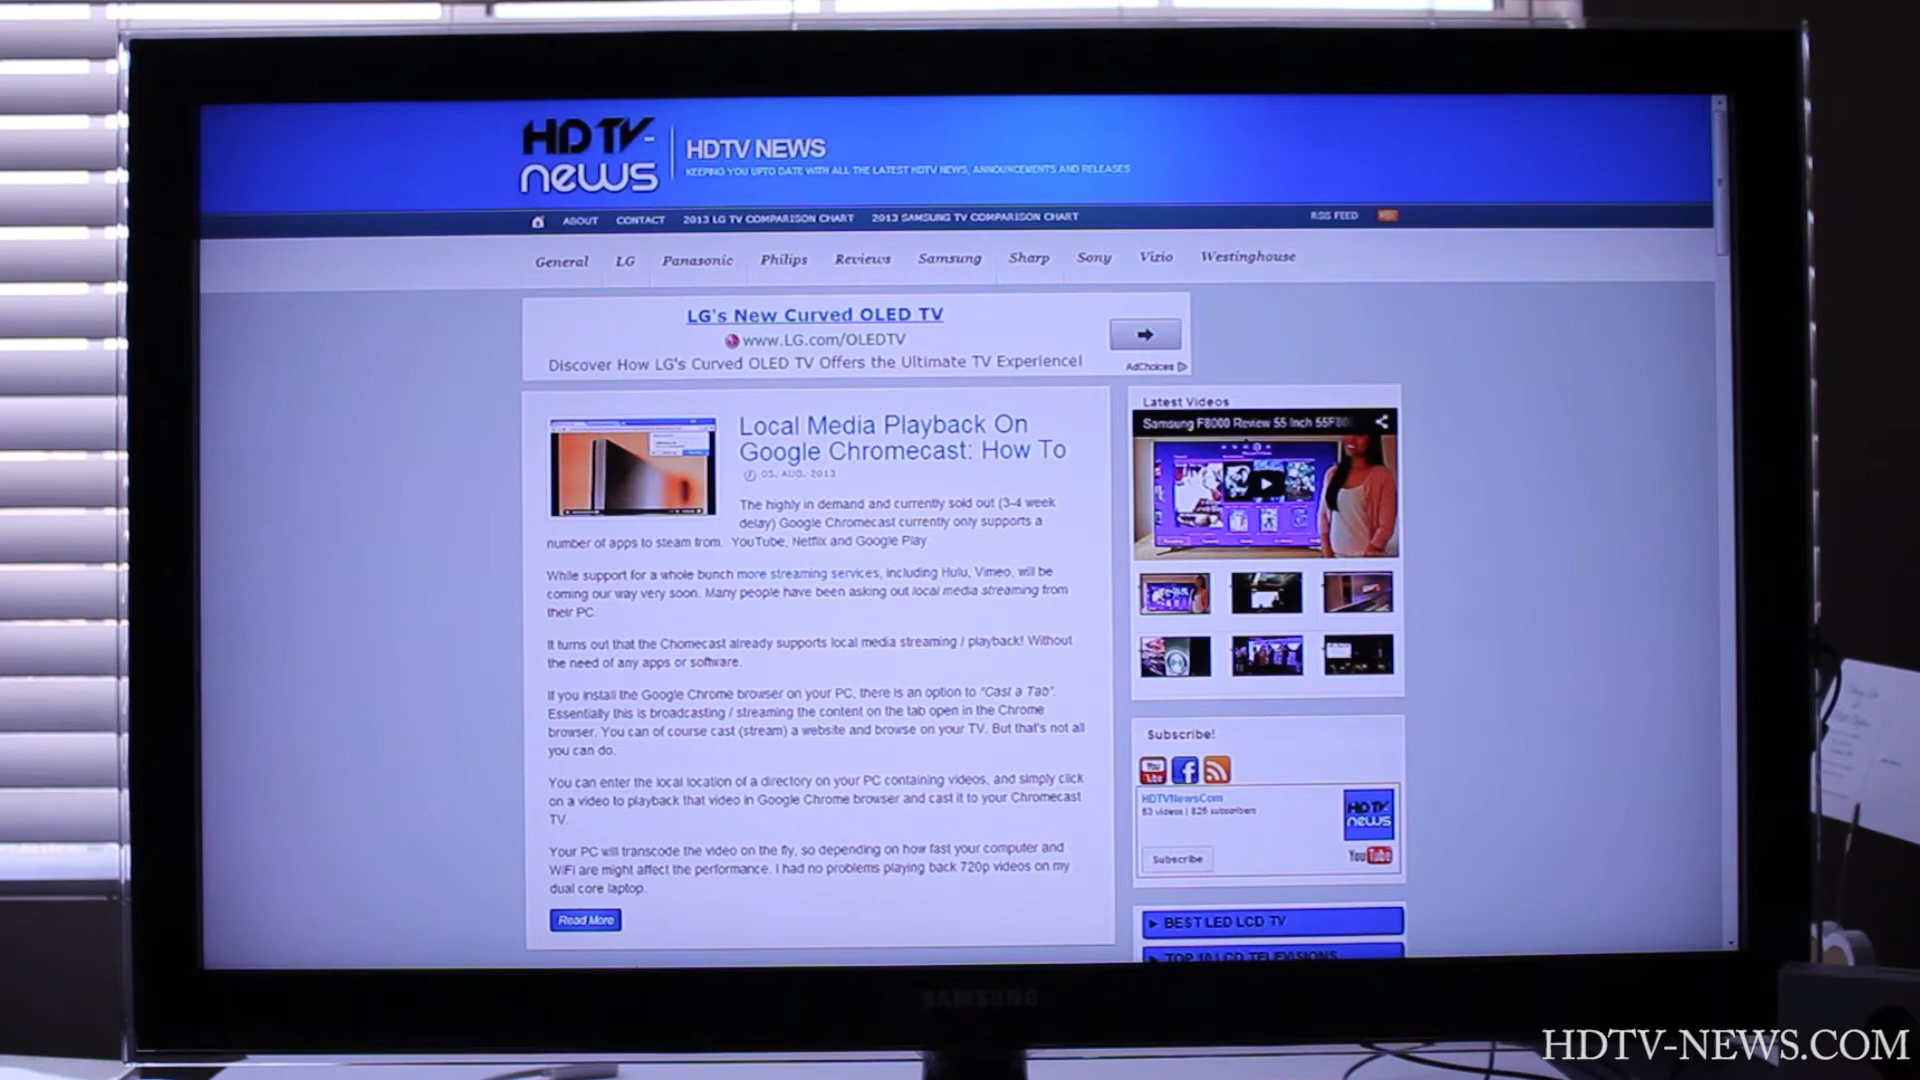 HDTV-
news
HDTV NEWS
KEEPING YOU UPTO DATE WITH ALL THE LATEST HDTV NEWS, ANNOUNCEMENTS AND RELEASES
ABOUT CONTACT 2013 LG TV COMPARISON CHART 2013 SAMSUNG TV COMPARISON CHART RSS FEED
General LG Panasonic Philips Reviews Samsung Sharp Sony Vizio Westinghouse
LG's New Curved OLED TV
www.LG.com/OLEDTV
Discover How LG's Curved OLED TV Offers the Ultimate TV Experience!
AdChoices
Local Media Playback On
Google Chromecast: How To
05. AUG. 2013
The highly in demand and currently sold out (3-4 week
delay) Google Chromecast currently only supports a
number of apps to steam from. YouTube, Netflix and Google Play
While support for a whole bunch more streaming services, including Hulu, Vimeo, will be
coming our way very soon. Many people have been asking out local media streaming from
their PC.
It turns out that the Chomecast already supports local media streaming / playback! Without
the need of any apps or software.
If you install the Google Chrome browser on your PC, there is an option to "Cast a Tab".
Essentially this is broadcasting / streaming the content on the tab open in the Chrome
browser. You can of course cast (stream) a website and browse on your TV. But that's not all
you can do.
You can enter the local location of a directory on your PC containing videos, and simply click
on a video to playback that video in Google Chrome browser and cast it to your Chromecast
TV.
Your PC will transcode the video on the fly, so depending on how fast your computer and
WiFi are might affect the performance. I had no problems playing back 720p videos on my
dual core laptop.
Read More
Latest Videos
Samsung F8000 Review 55 Inch 55F80
Subscribe!
You
Tube
HDTVNewsCom
63 videos | 825 subscribers
HDTV
news
Subscribe
YouTube
BEST LED LCD TV
TOP 10 LCD TELEVISIONS
SAMSUNG
HDTV-NEWS.COM